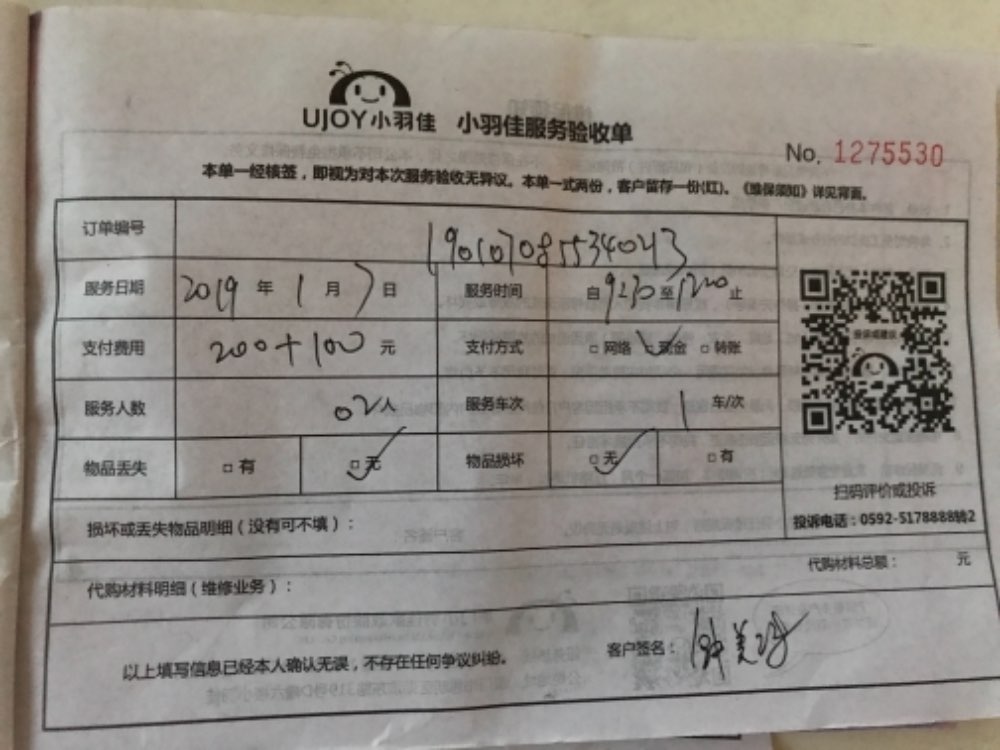 UJOY小羽佳 小羽佳服务验收单
No. 1275530
本单一经核签，即视为对本次服务验收无异议。本单一式两份，客户留存一份(红)。《维保须知》详见背面。
订单编号 190107085534043
服务日期 2019 年 1 月 7 日 服务时间 自 9:30 至 1200 止
支付费用 200+100 元 支付方式 □ 网络 ✓现金 □ 转账
服务人数 02人 服务车次 1 车/次
物品丢失 □ 有 □✓无 物品损坏 □✓无 □ 有
扫码评价或投诉
投诉电话：0592-5178888转2
损坏或丢失物品明细（没有可不填）：
代购材料明细（维修业务）： 代购材料总额： 元
以上填写信息已经本人确认无误，不存在任何争议纠纷。 客户签名：